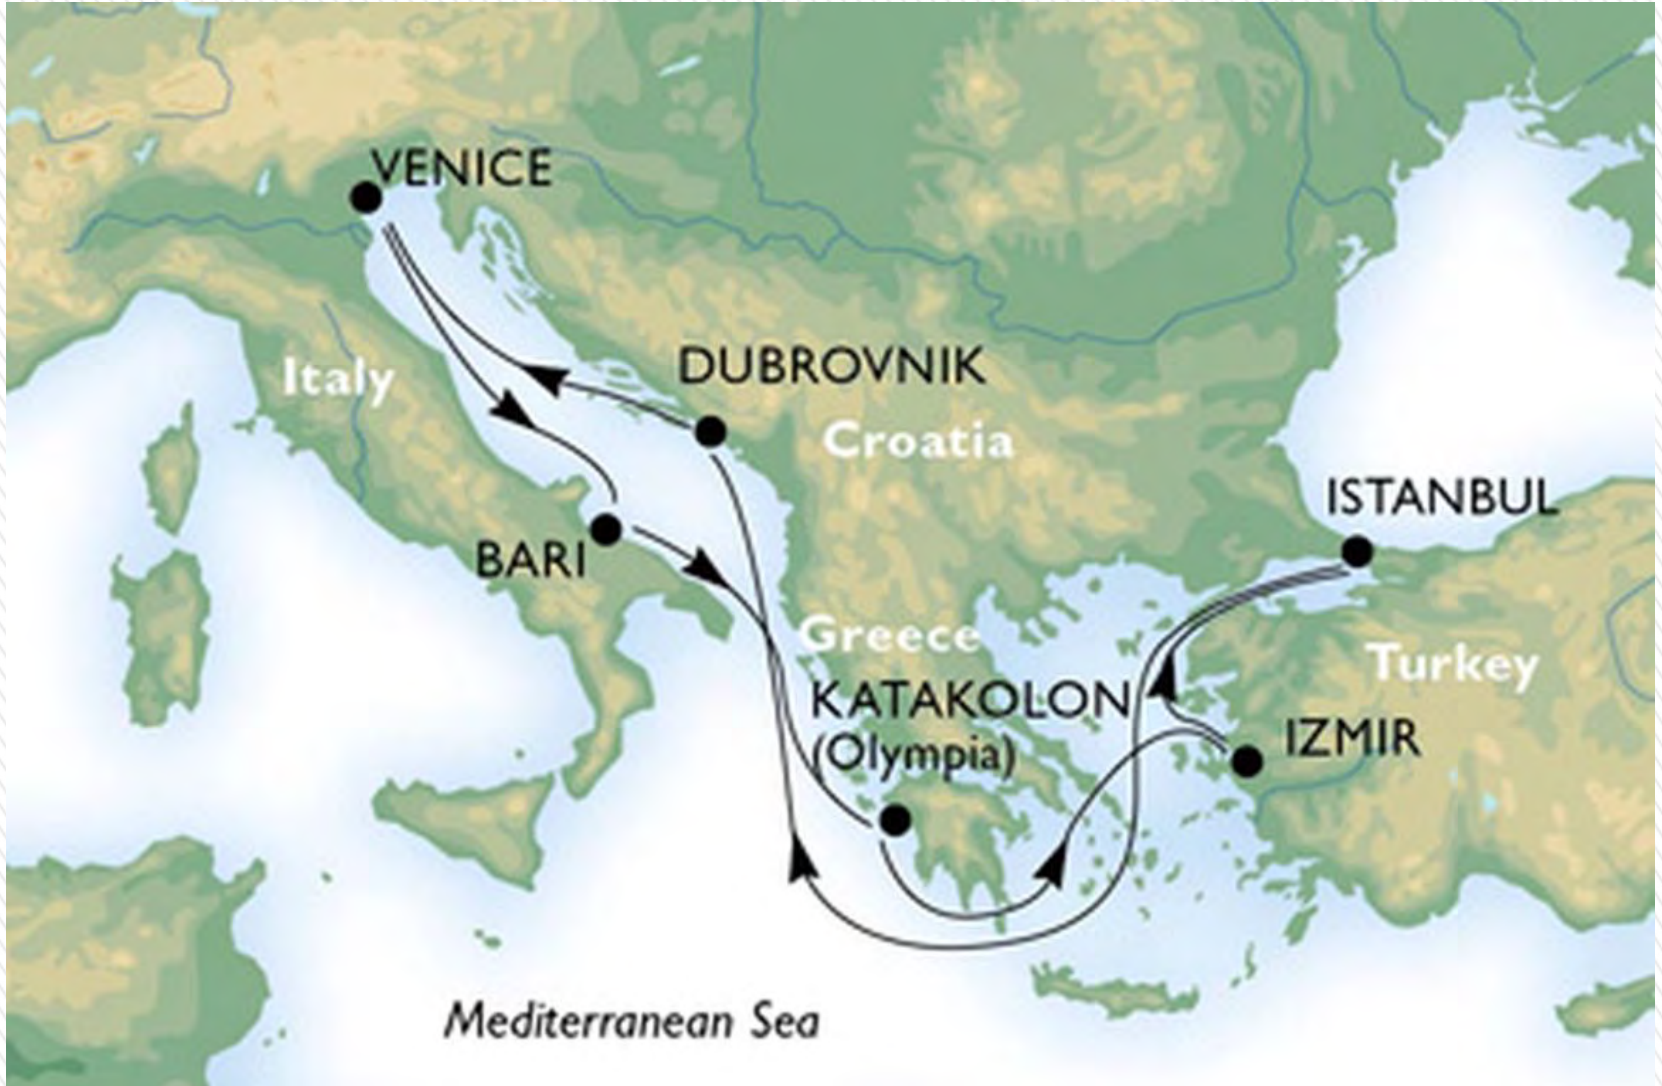 VENICE
DUBROVNIK
Italy
Croatia
ISTANBUL
BARI
Greece
Turkey
KATAKOLON
(Olympia)
IZMIR
Mediterranean Sea